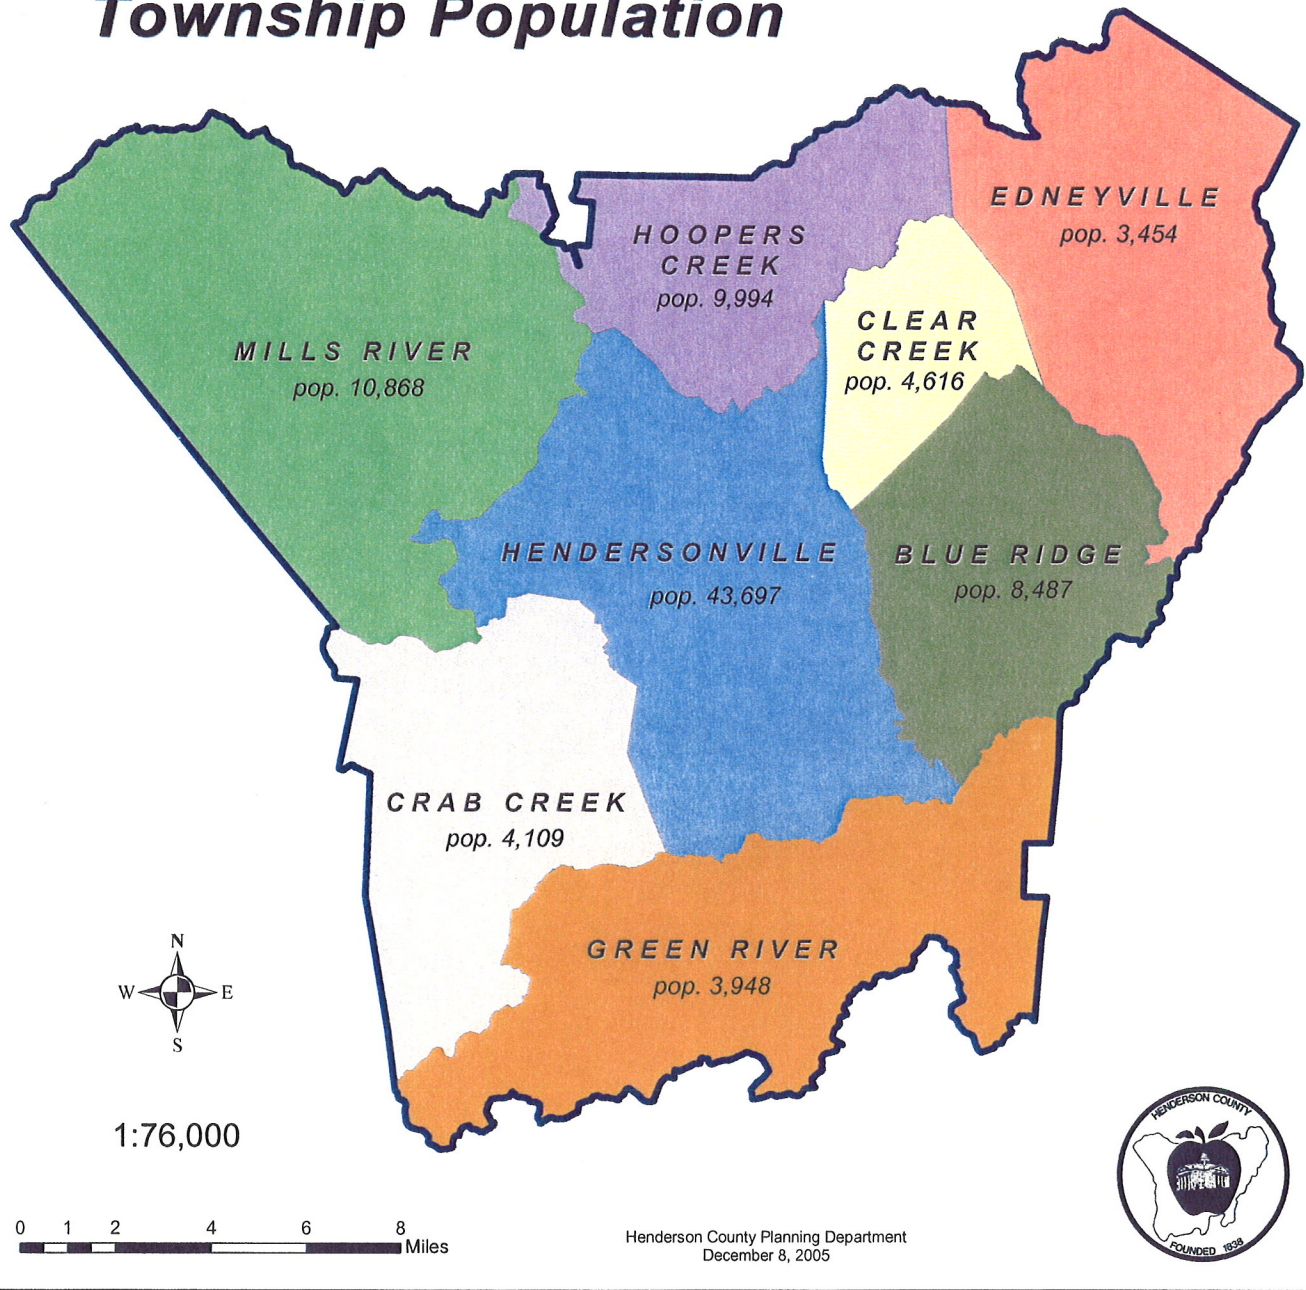 Township Population
EDNEYVILLE
pop. 3,454
HOOPERS
CREEK
pop. 9,994
CLEAR
CREEK
pop. 4,616
MILLS RIVER
pop. 10,868
HENDERSONVILLE
pop. 43,697
BLUE RIDGE
pop. 8,487
CRAB CREEK
pop. 4,109
GREEN RIVER
pop. 3,948
N
W E
S
1:76,000
0 1 2 4 6 8
Miles
Henderson County Planning Department
December 8, 2005
HENDERSON COUNTY
FOUNDED 1838